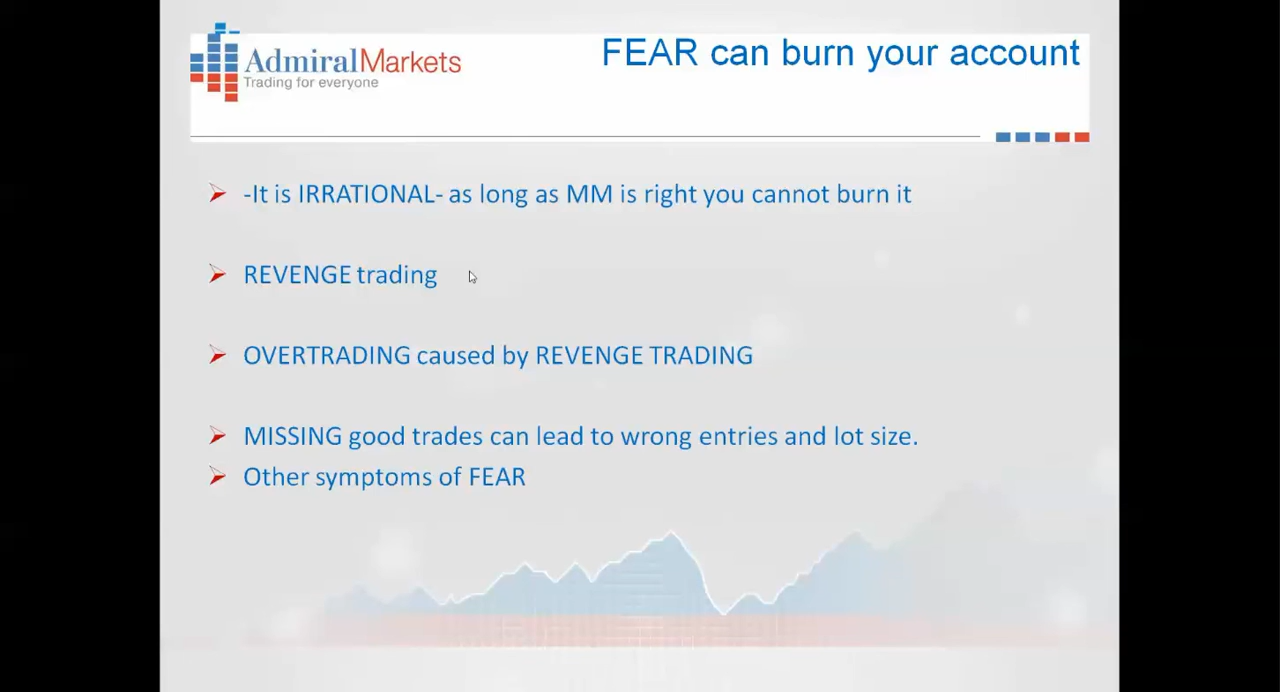 AdmiralMarkets
Trading for everyone
FEAR can burn your account
-It is IRRATIONAL- as long as MM is right you cannot burn it
REVENGE trading
OVERTRADING caused by REVENGE TRADING
MISSING good trades can lead to wrong entries and lot size.
Other symptoms of FEAR